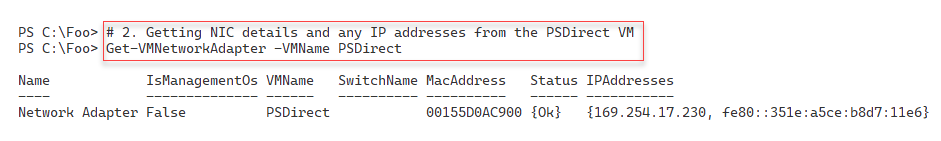 PS C:\Foo> # 2. Getting NIC details and any IP addresses from the PSDirect VM
PS C:\Foo> Get-VMNetworkAdapter -VMName PSDirect
Name            IsManagementOs VMName   SwitchName MacAddress   Status IPAddresses
----            -------------- ------   ---------- ----------   ------ -----------
Network Adapter False          PSDirect            00155D0AC900 {Ok}   {169.254.17.230, fe80::351e:a5ce:b8d7:11e6}